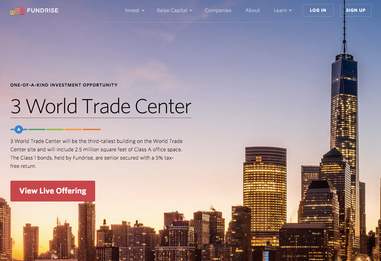 FUNDRISE
Invest Raise Capital Companies About Learn LOG IN SIGN UP
ONE-OF-A-KIND INVESTMENT OPPORTUNITY
3 World Trade Center
A
3 World Trade Center will be the third-tallest building on the World Trade
Center site and will include 2.5 million square feet of Class A office space.
The Class 1 bonds, held by Fundrise, are senior secured with a 5% tax-
free return.
View Live Offering